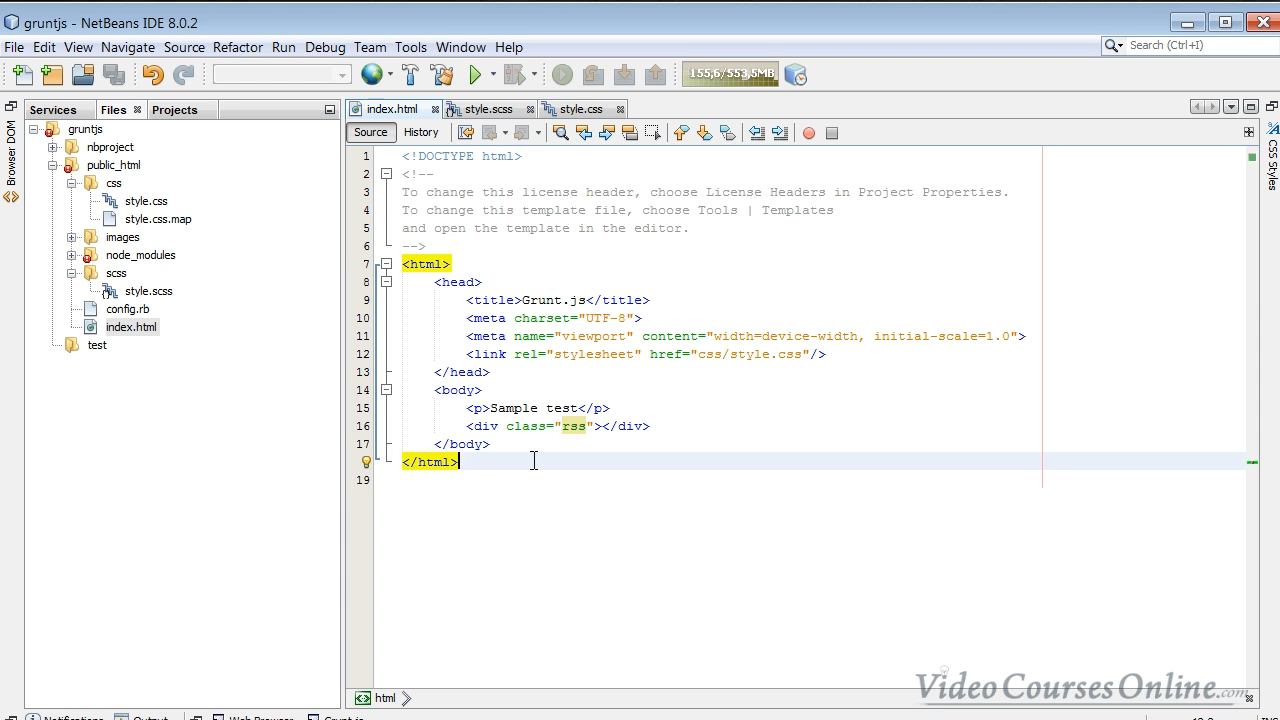 gruntjs - NetBeans IDE 8.0.2
File Edit View Navigate Source Refactor Run Debug Team Tools Window Help
Search (Ctrl+I)
155,6/553,5MB
Services Files Projects
index.html style.scss style.css
Source History
Browser DOM
CSS Styles
gruntjs
nbproject
public_html
css
style.css
style.css.map
images
node_modules
scss
style.scss
config.rb
index.html
test
1 <!DOCTYPE html>
2 <!--
3 To change this license header, choose License Headers in Project Properties.
4 To change this template file, choose Tools | Templates
5 and open the template in the editor.
6 -->
7 <html>
8 <head>
9 <title>Grunt.js</title>
10 <meta charset="UTF-8">
11 <meta name="viewport" content="width=device-width, initial-scale=1.0">
12 <link rel="stylesheet" href="css/style.css"/>
13 </head>
14 <body>
15 <p>Sample test</p>
16 <div class="rss"></div>
17 </body>
</html>
19
html
VideoCoursesOnline.com
Notifications Output Web Browser Grunt.js